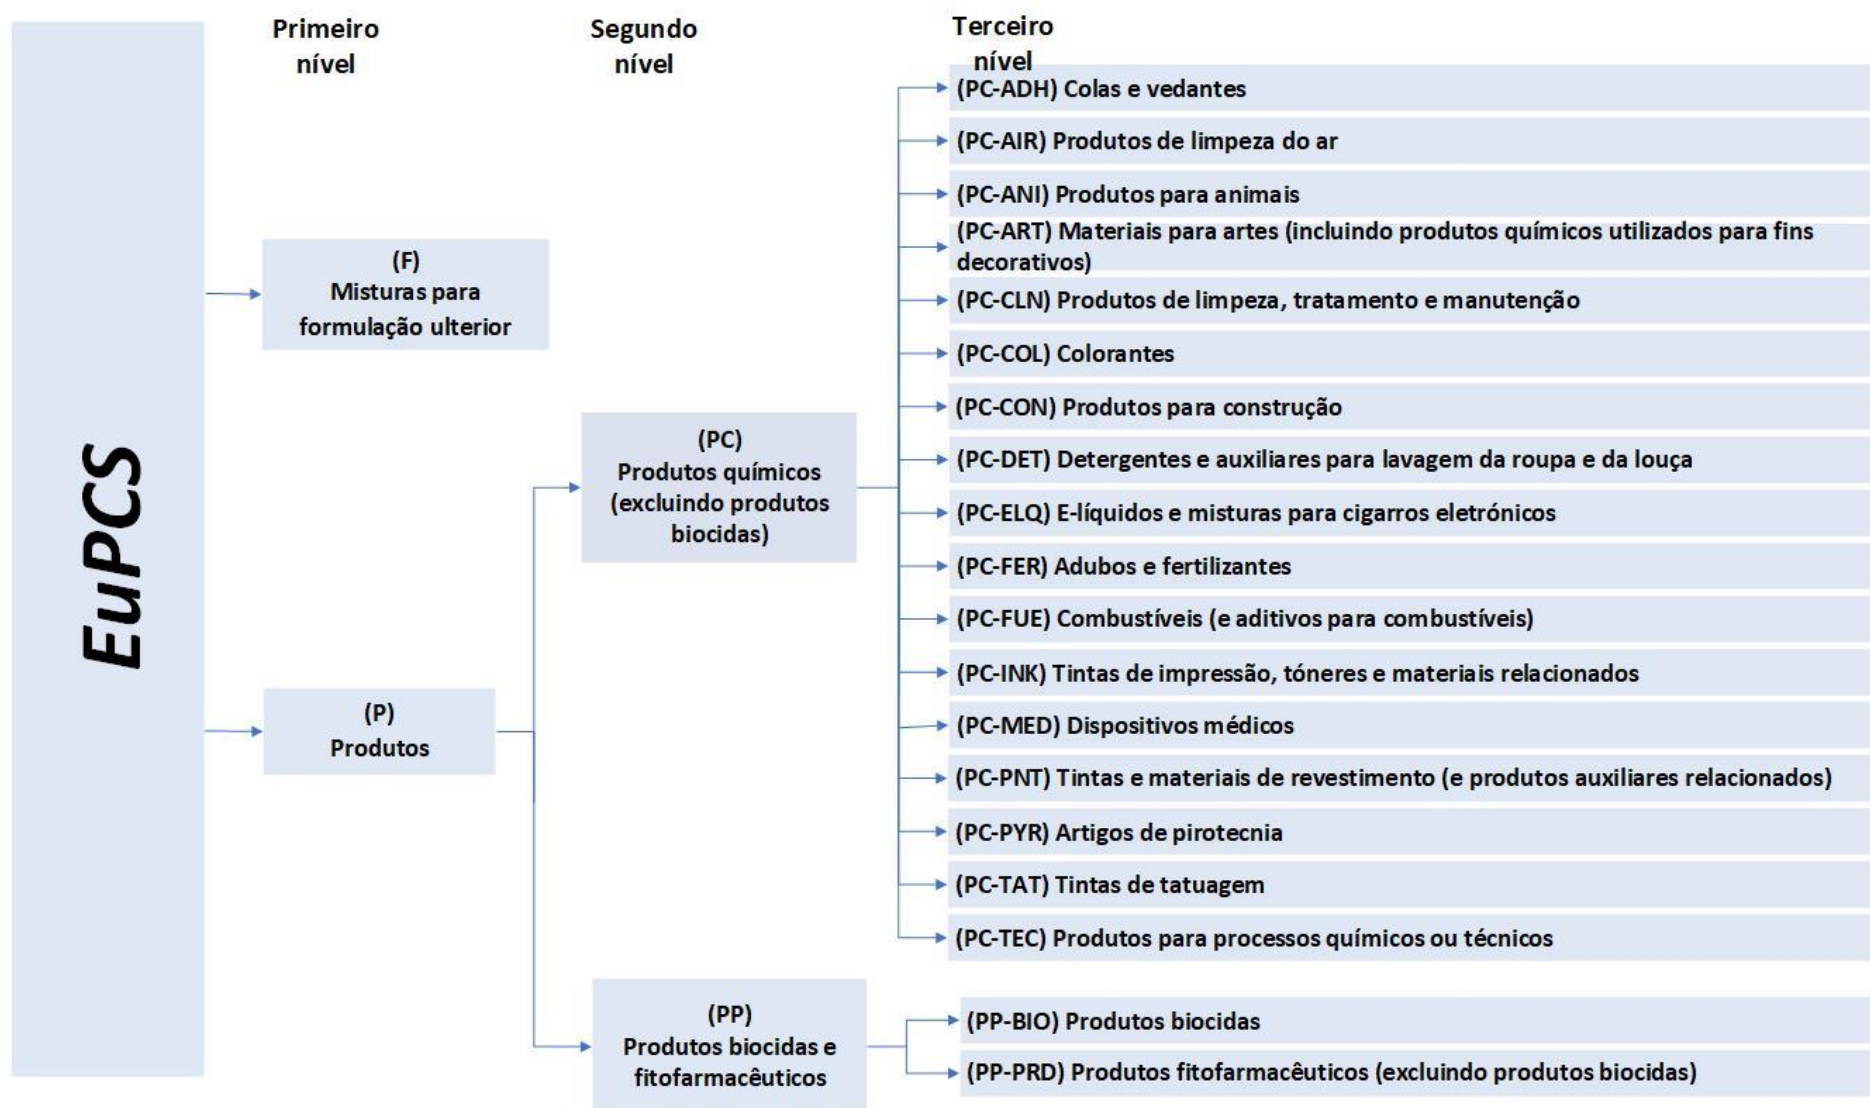 EuPCS
Primeiro
nível
Segundo
nível
Terceiro
nível
(F)
Misturas para
formulação ulterior
(P)
Produtos
(PC)
Produtos químicos
(excluindo produtos
biocidas)
(PP)
Produtos biocidas e
fitofarmacêuticos
(PC-ADH) Colas e vedantes
(PC-AIR) Produtos de limpeza do ar
(PC-ANI) Produtos para animais
(PC-ART) Materiais para artes (incluindo produtos químicos utilizados para fins
decorativos)
(PC-CLN) Produtos de limpeza, tratamento e manutenção
(PC-COL) Colorantes
(PC-CON) Produtos para construção
(PC-DET) Detergentes e auxiliares para lavagem da roupa e da louça
(PC-ELQ) E-líquidos e misturas para cigarros eletrónicos
(PC-FER) Adubos e fertilizantes
(PC-FUE) Combustíveis (e aditivos para combustíveis)
(PC-INK) Tintas de impressão, tóneres e materiais relacionados
(PC-MED) Dispositivos médicos
(PC-PNT) Tintas e materiais de revestimento (e produtos auxiliares relacionados)
(PC-PYR) Artigos de pirotecnia
(PC-TAT) Tintas de tatuagem
(PC-TEC) Produtos para processos químicos ou técnicos
(PP-BIO) Produtos biocidas
(PP-PRD) Produtos fitofarmacêuticos (excluindo produtos biocidas)